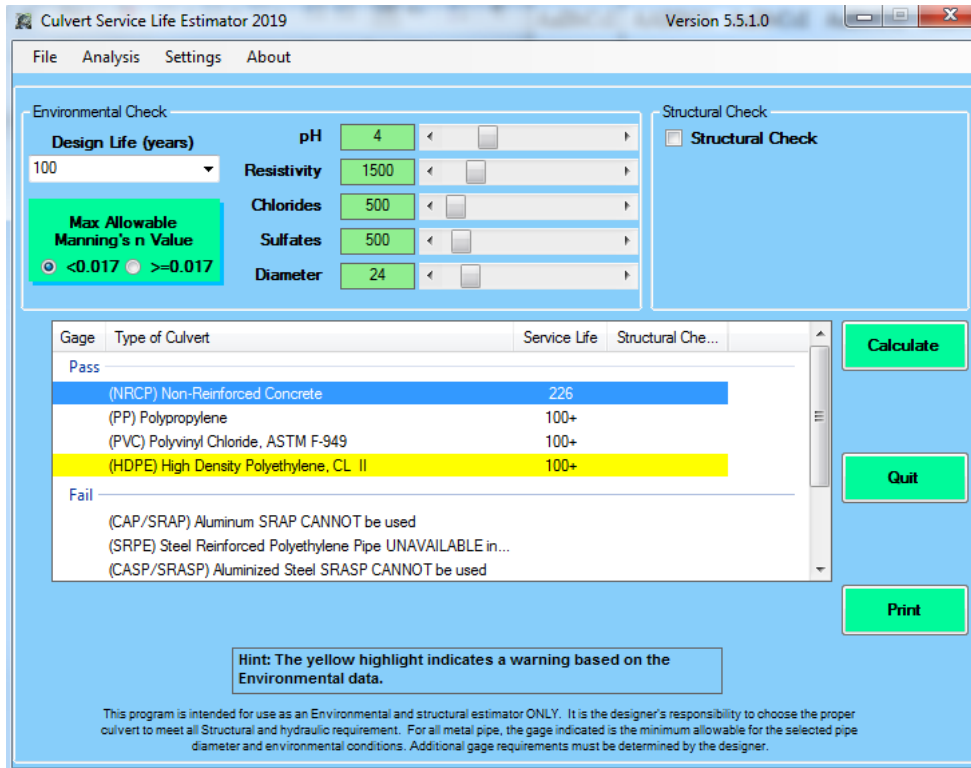 Culvert Service Life Estimator 2019 Version 5.5.1.0
File Analysis Settings About
Environmental Check
Design Life (years)
100
Max Allowable
Manning's n Value
<0.017 >=0.017
pH 4
Resistivity 1500
Chlorides 500
Sulfates 500
Diameter 24
Structural Check
Structural Check
Gage Type of Culvert Service Life Structural Che...
Pass
(NRCP) Non-Reinforced Concrete 226
(PP) Polypropylene 100+
(PVC) Polyvinyl Chloride, ASTM F-949 100+
(HDPE) High Density Polyethylene, CL II 100+
Fail
(CAP/SRAP) Aluminum SRAP CANNOT be used
(SRPE) Steel Reinforced Polyethylene Pipe UNAVAILABLE in...
(CASP/SRASP) Aluminized Steel SRASP CANNOT be used
Calculate
Quit
Print
Hint: The yellow highlight indicates a warning based on the
Environmental data.
This program is intended for use as an Environmental and structural estimator ONLY. It is the designer's responsibility to choose the proper
culvert to meet all Structural and hydraulic requirement. For all metal pipe, the gage indicated is the minimum allowable for the selected pipe
diameter and environmental conditions. Additional gage requirements must be determined by the designer.